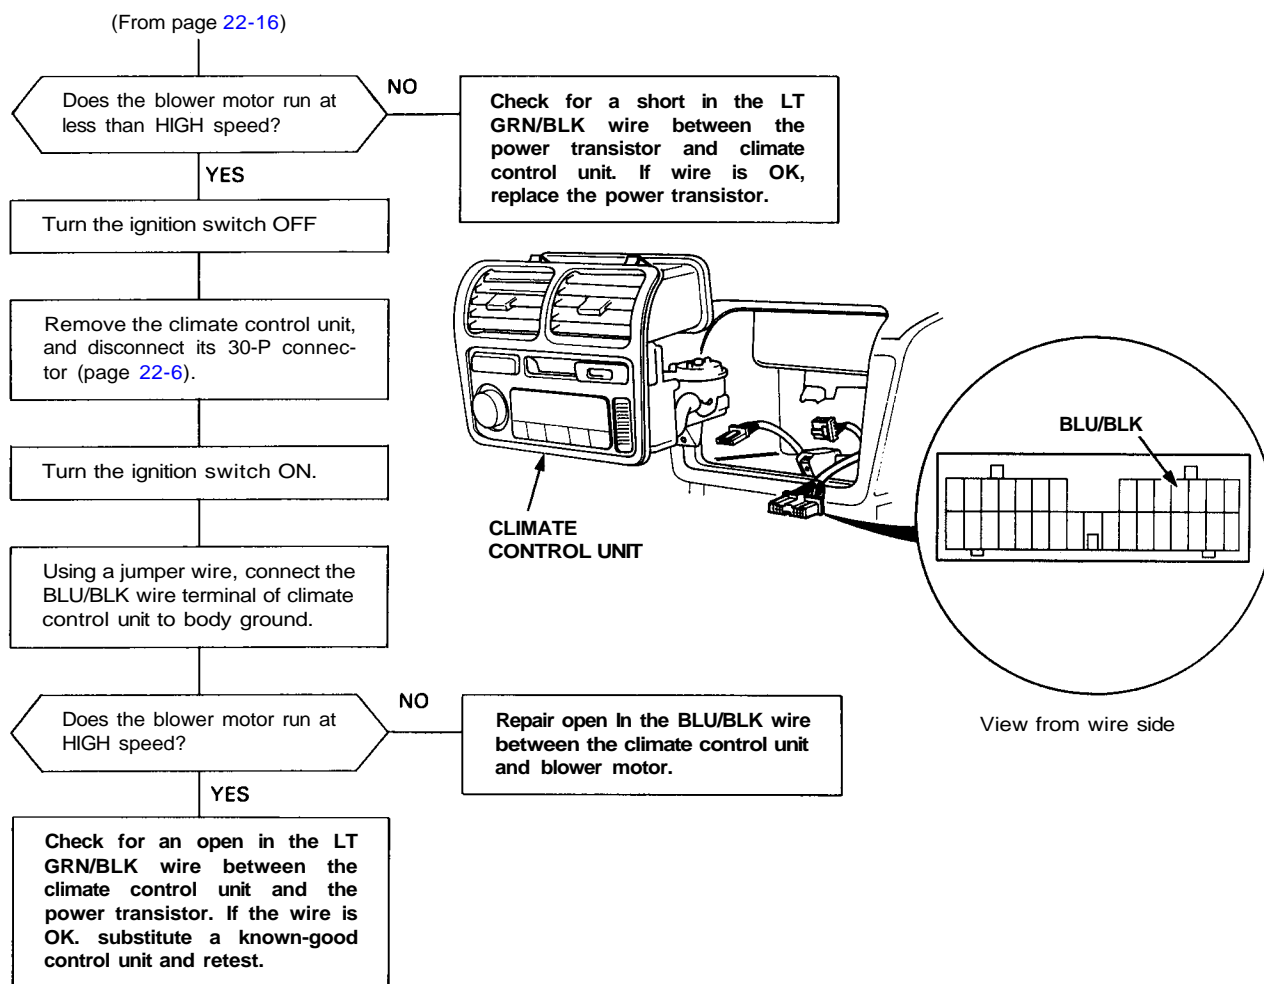 (From page 22-16)
Does the blower motor run at
less than HIGH speed?
NO
Check for a short in the LT
GRN/BLK wire between the
power transistor and climate
control unit. If wire is OK,
replace the power transistor.
YES
Turn the ignition switch OFF
Remove the climate control unit,
and disconnect its 30-P connec-
tor (page 22-6).
Turn the ignition switch ON.
Using a jumper wire, connect the
BLU/BLK wire terminal of climate
control unit to body ground.
CLIMATE
CONTROL UNIT
BLU/BLK
View from wire side
Does the blower motor run at
HIGH speed?
NO
Repair open In the BLU/BLK wire
between the climate control unit
and blower motor.
YES
Check for an open in the LT
GRN/BLK wire between the
climate control unit and the
power transistor. If the wire is
OK. substitute a known-good
control unit and retest.